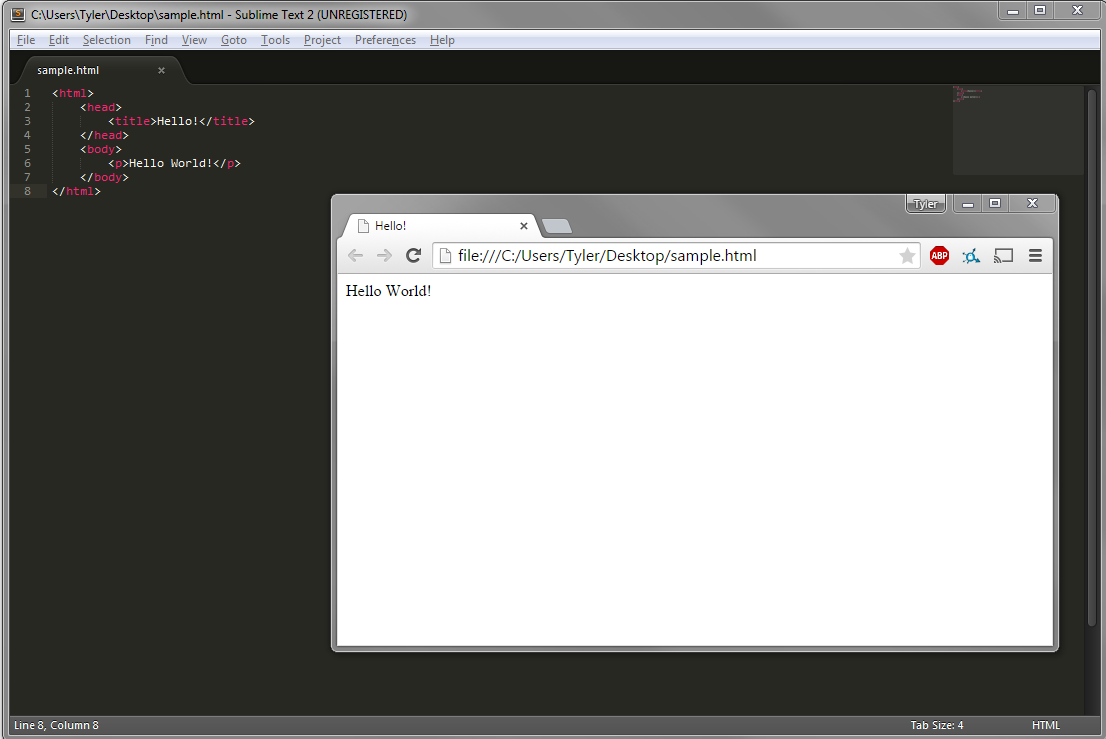 C:\Users\Tyler\Desktop\sample.html - Sublime Text 2 (UNREGISTERED)
File Edit Selection Find View Goto Tools Project Preferences Help
sample.html
1 <html>
2     <head>
3         <title>Hello!</title>
4     </head>
5     <body>
6         <p>Hello World!</p>
7     </body>
8 </html>
Tyler
Hello!
file:///C:/Users/Tyler/Desktop/sample.html
ABP
Hello World!
Line 8, Column 8
Tab Size: 4
HTML